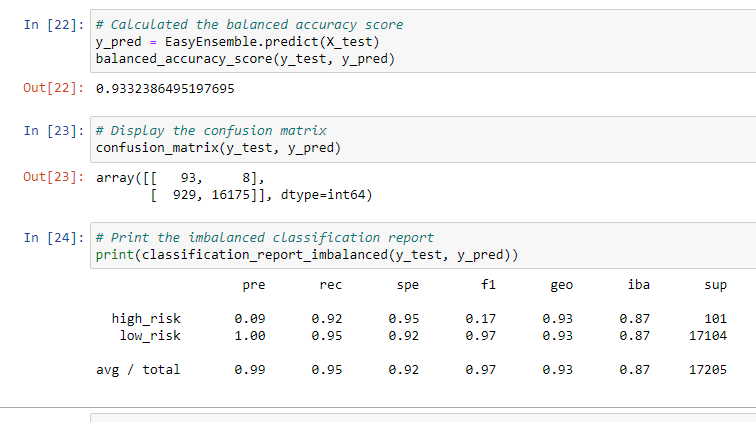 In [22]: # Calculated the balanced accuracy score
y_pred = EasyEnsemble.predict(X_test)
balanced_accuracy_score(y_test, y_pred)
Out[22]: 0.9332386495197695
In [23]: # Display the confusion matrix
confusion_matrix(y_test, y_pred)
Out[23]: array([[   93,     8],
       [  929, 16175]], dtype=int64)
In [24]: # Print the imbalanced classification report
print(classification_report_imbalanced(y_test, y_pred))
pre rec spe f1 geo iba sup
high_risk 0.09 0.92 0.95 0.17 0.93 0.87 101
low_risk 1.00 0.95 0.92 0.97 0.93 0.87 17104
avg / total 0.99 0.95 0.92 0.97 0.93 0.87 17205